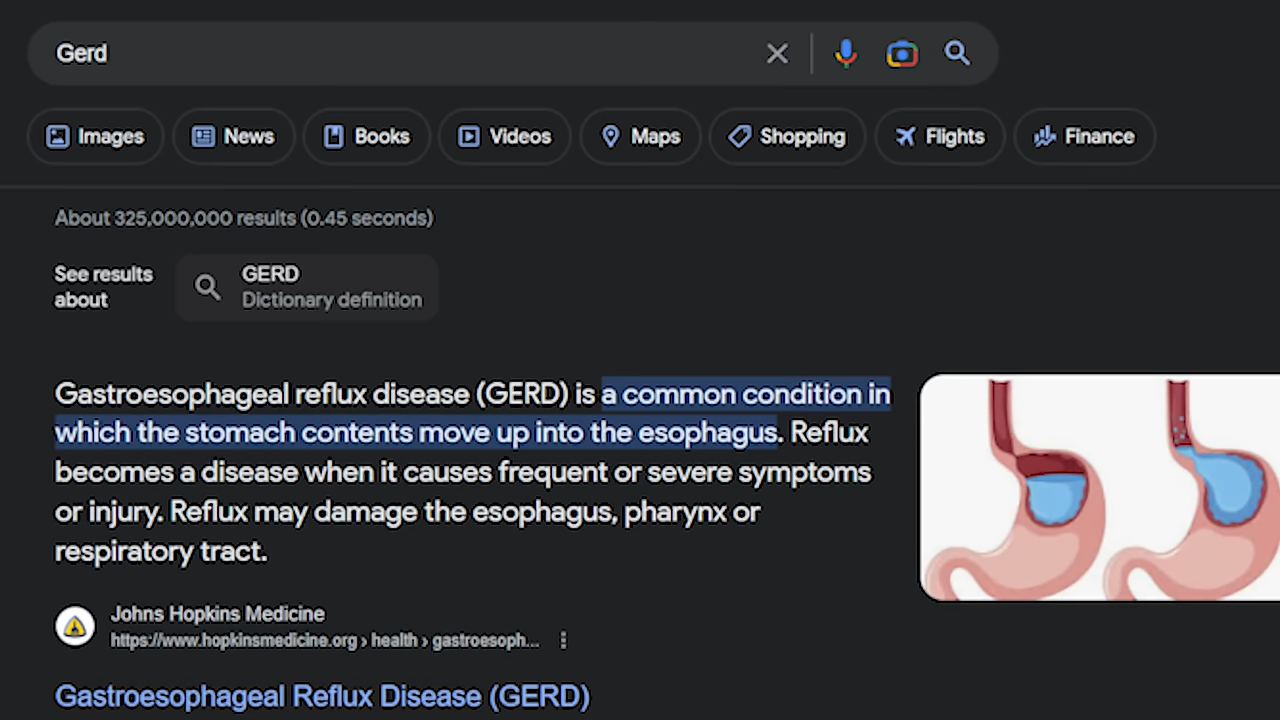 Gerd
Images News Books Videos Maps Shopping Flights Finance
About 325,000,000 results (0.45 seconds)
See results about
GERD
Dictionary definition
Gastroesophageal reflux disease (GERD) is a common condition in
which the stomach contents move up into the esophagus. Reflux
becomes a disease when it causes frequent or severe symptoms
or injury. Reflux may damage the esophagus, pharynx or
respiratory tract.
Johns Hopkins Medicine
https://www.hopkinsmedicine.org › health › gastroesoph...
Gastroesophageal Reflux Disease (GERD)